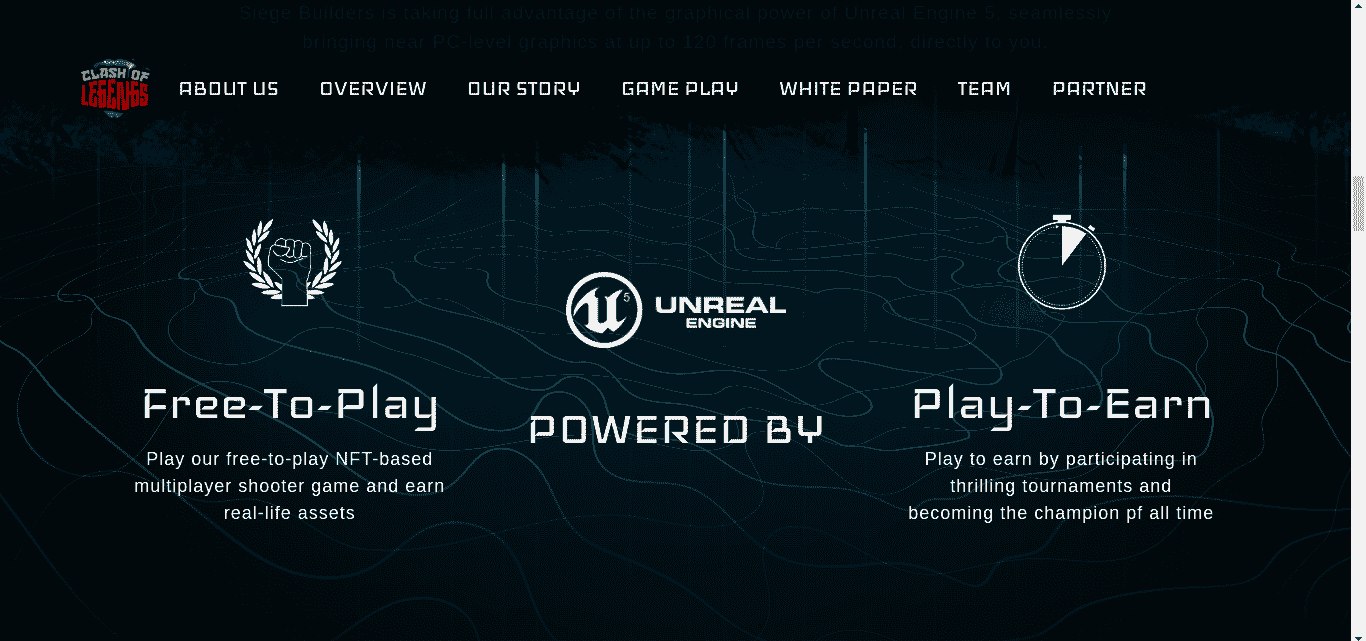 Siege Builders is taking full advantage of the graphical power of Unreal Engine 5, seamlessly
bringing near PC-level graphics at up to 120 frames per second, directly to you.
CLASH OF
LEGENDS
ABOUT US
OVERVIEW
OUR STORY
GAME PLAY
WHITE PAPER
TEAM
PARTNER
5
UNREAL
ENGINE
Free-To-Play
Play our free-to-play NFT-based
multiplayer shooter game and earn
real-life assets
POWERED BY
Play-To-Earn
Play to earn by participating in
thrilling tournaments and
becoming the champion pf all time